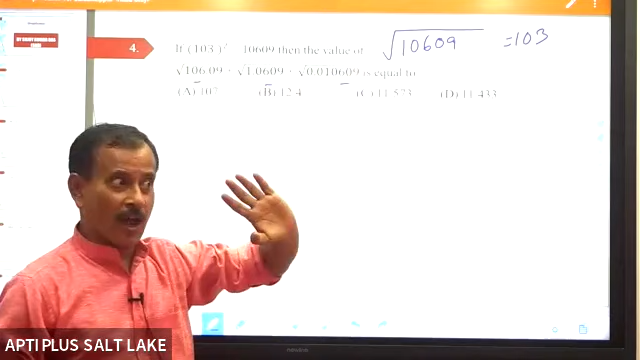 4. If (103)² = 10609 then the value of √10609 = 103
√106.09 + √1.0609 + √0.010609 is equal to
(A) 107 (B) 12.4 (C) 11.573 (D) 11.433
APTI PLUS SALT LAKE